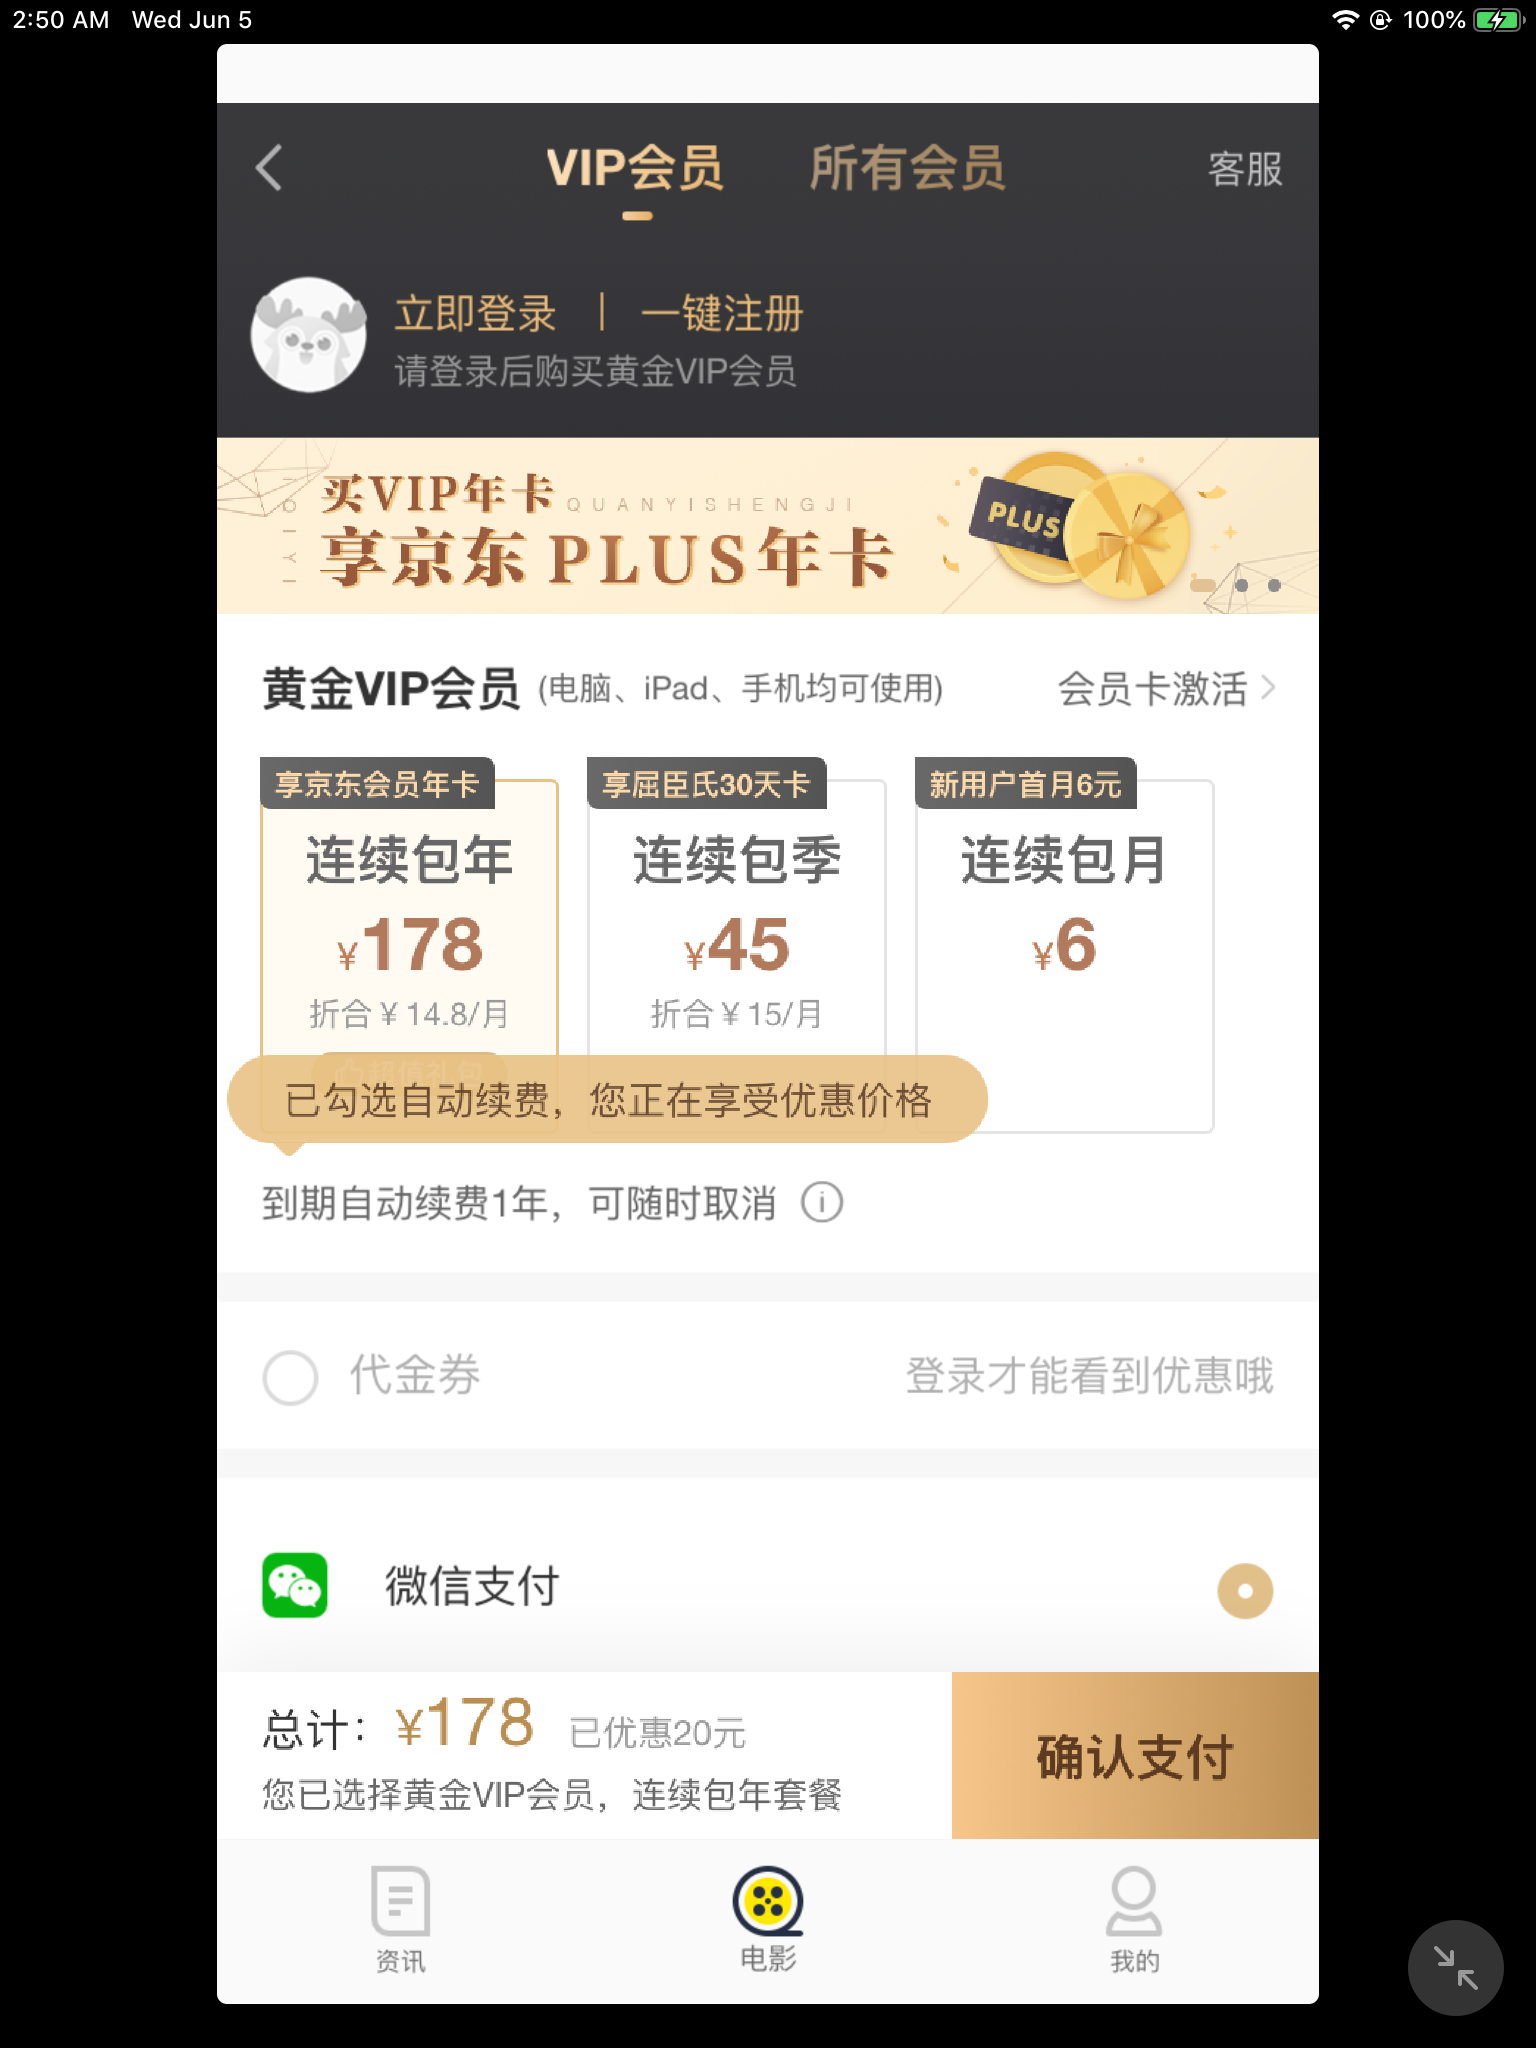 2:50 AM Wed Jun 5 100%
VIP会员 所有会员 客服
立即登录 | 一键注册
请登录后购买黄金VIP会员
买VIP年卡 QUANYISHENGJI
享京东PLUS年卡
PLUS
黄金VIP会员 (电脑、iPad、手机均可使用) 会员卡激活
享京东会员年卡 享屈臣氏30天卡 新用户首月6元
连续包年 连续包季 连续包月
¥178 ¥45 ¥6
折合¥14.8/月 折合¥15/月
超值礼包
已勾选自动续费，您正在享受优惠价格
到期自动续费1年，可随时取消
代金券 登录才能看到优惠哦
微信支付
总计：¥178 已优惠20元
您已选择黄金VIP会员，连续包年套餐
确认支付
资讯 电影 我的